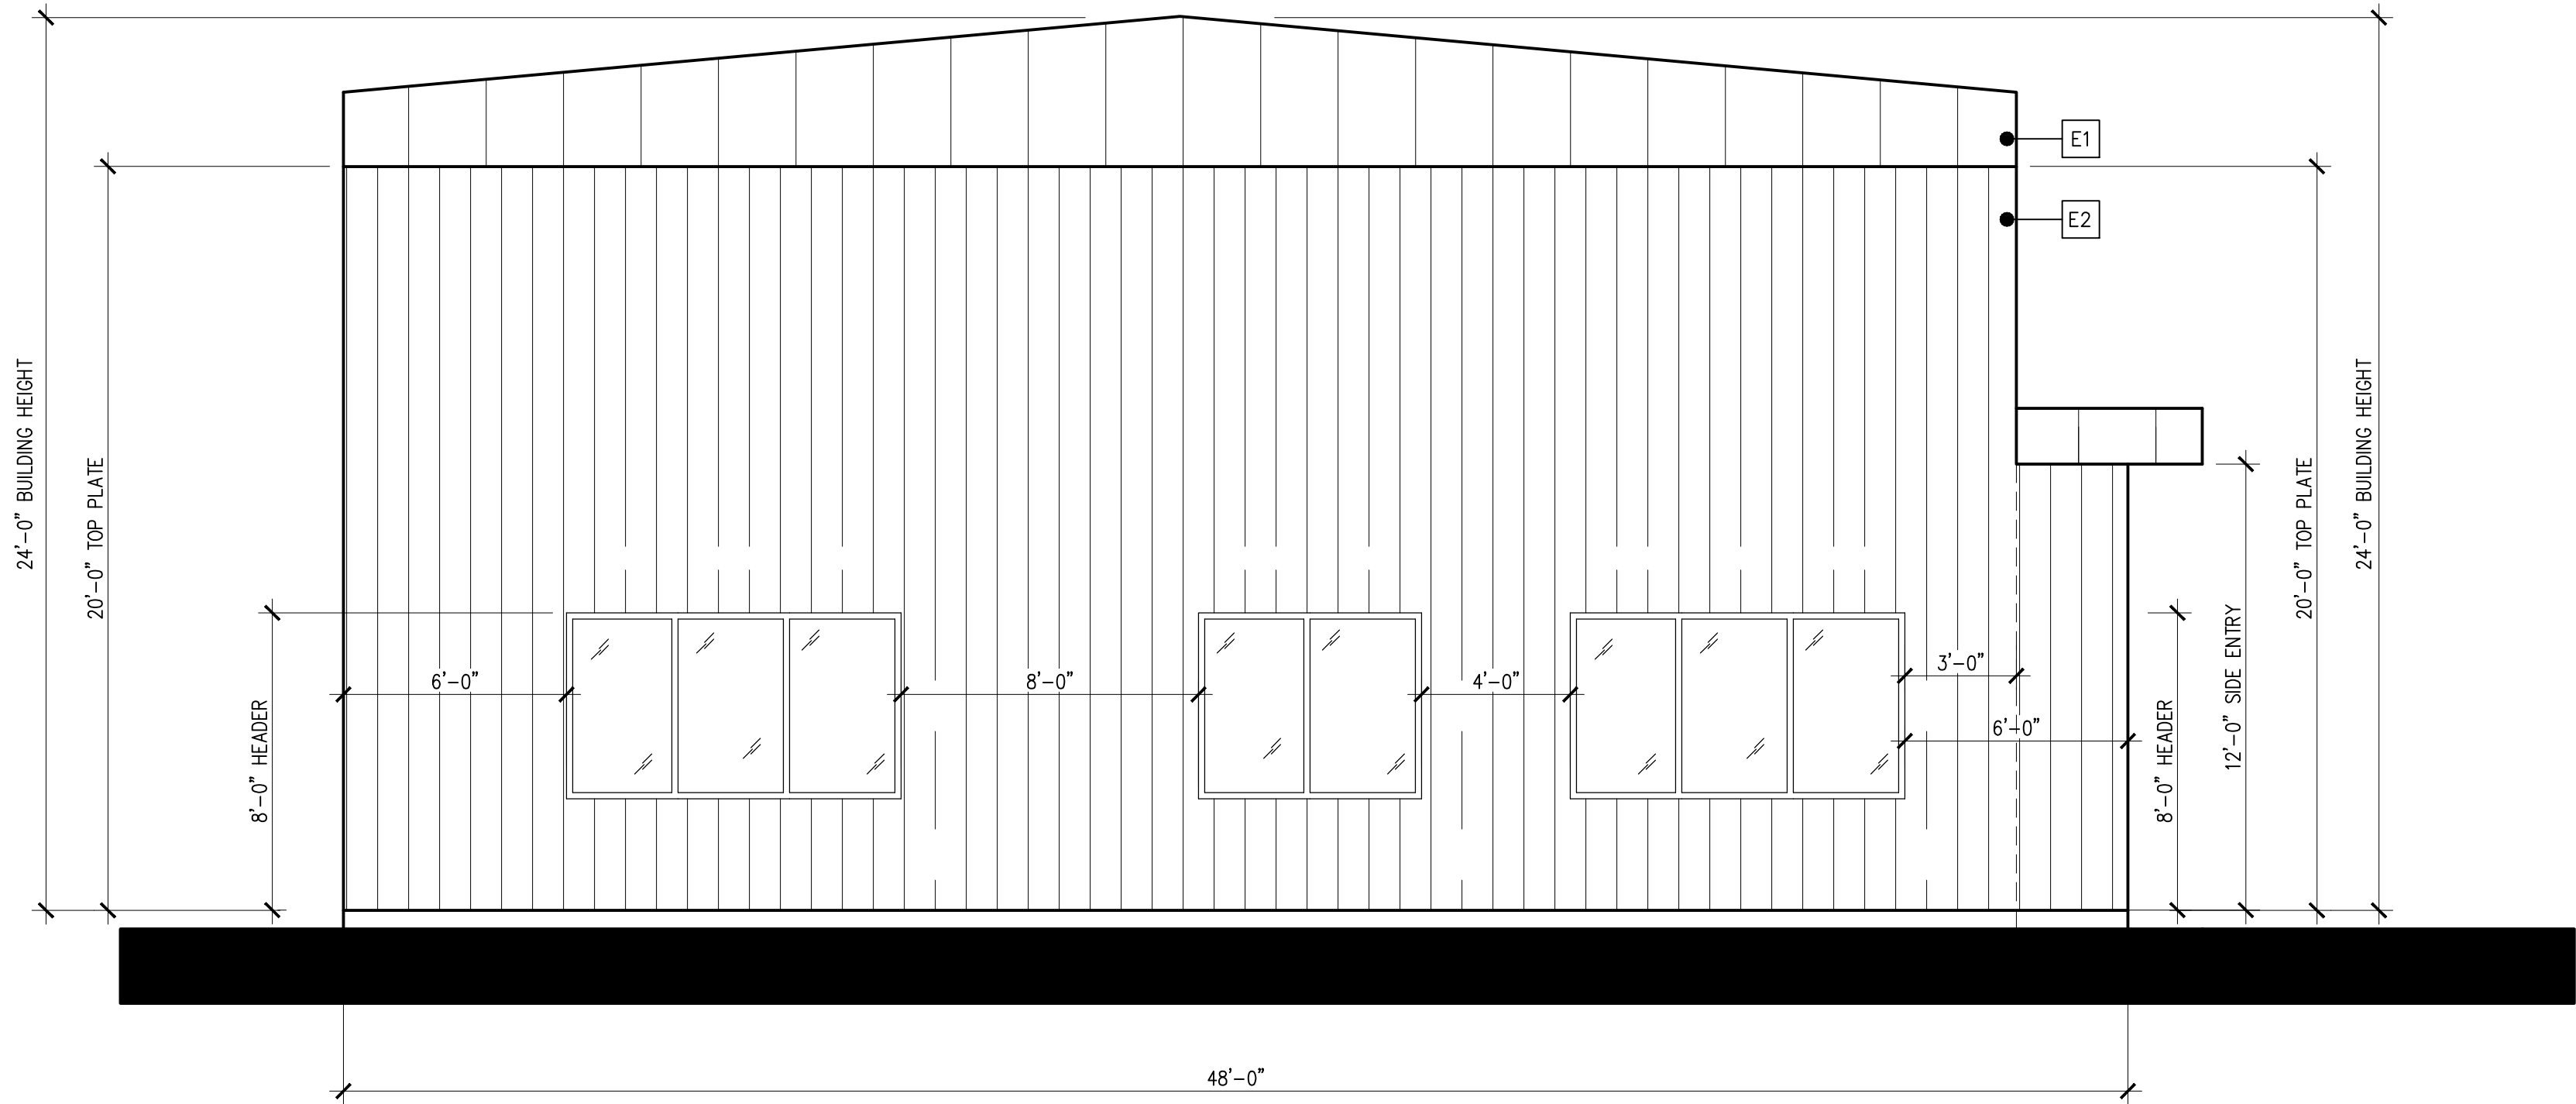 E1
E2
24'-0" BUILDING HEIGHT
20'-0" TOP PLATE
8'-0" HEADER
6'-0"
8'-0"
4'-0"
3'-0"
6'-0"
8'-0" HEADER
12'-0" SIDE ENTRY
20'-0" TOP PLATE
24'-0" BUILDING HEIGHT
48'-0"